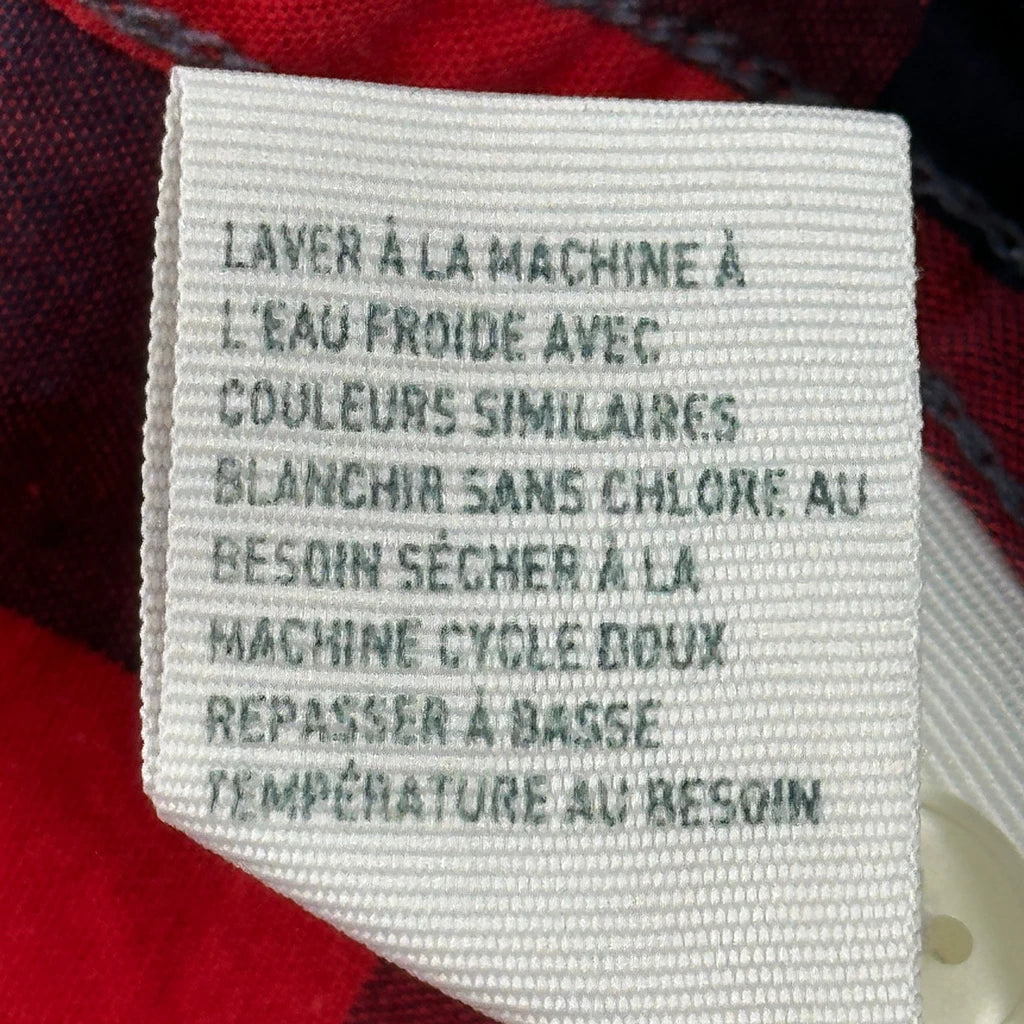 LAVER À LA MACHINE À
L'EAU FROIDE AVEC
COULEURS SIMILAIRES
BLANCHIR SANS CHLORE AU
BESOIN SÉCHER À LA
MACHINE CYCLE DOUX
REPASSER À BASSE
TEMPÉRATURE AU BESOIN